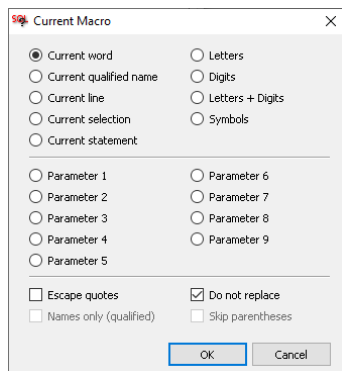 SQL Current Macro
Current word
Letters
Current qualified name
Digits
Current line
Letters + Digits
Current selection
Symbols
Current statement
Parameter 1
Parameter 6
Parameter 2
Parameter 7
Parameter 3
Parameter 8
Parameter 4
Parameter 9
Parameter 5
Escape quotes
Do not replace
Names only (qualified)
Skip parentheses
OK
Cancel